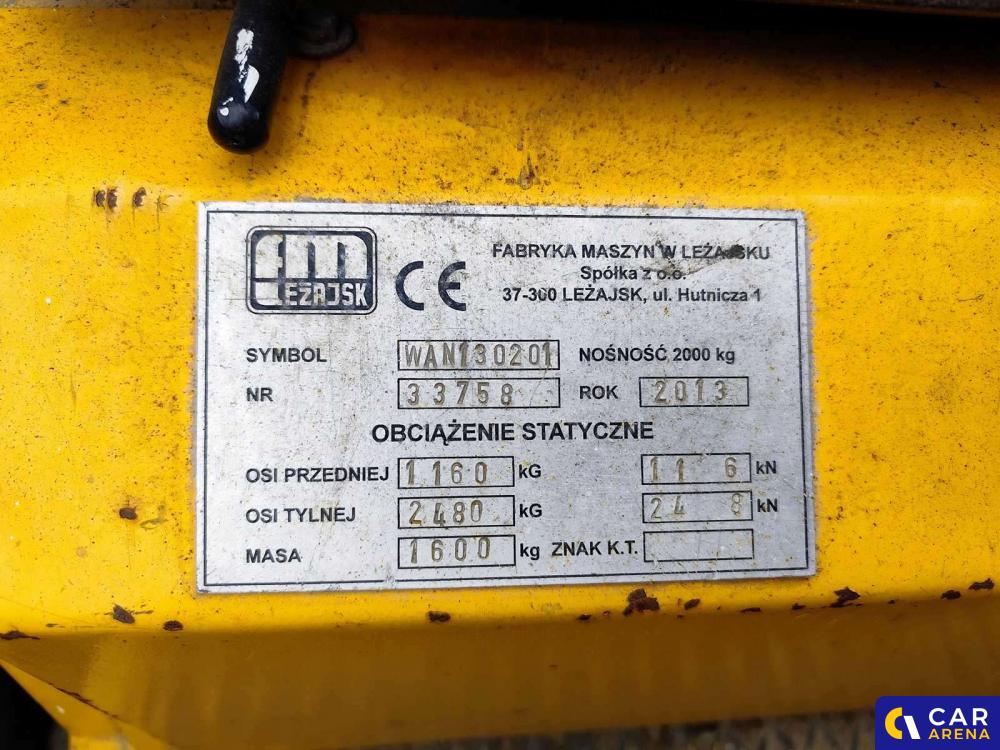 fm
LEŻAJSK
CE
FABRYKA MASZYN W LEŻAJSKU
Spółka z o.o.
37-300 LEŻAJSK, ul. Hutnicza 1
SYMBOL WAN130201 NOŚNOŚĆ 2000 kg
NR 33758 ROK 2013
OBCIĄŻENIE STATYCZNE
OSI PRZEDNIEJ 1160 kG 11 6 kN
OSI TYLNEJ 2480 kG 24 8 kN
MASA 1600 kg ZNAK K.T.
CAR
ARENA